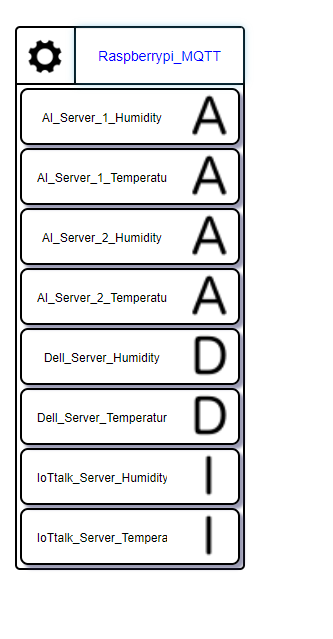 Raspberrypi_MQTT
AI_Server_1_Humidity A
AI_Server_1_Temperatu A
AI_Server_2_Humidity A
AI_Server_2_Temperatu A
Dell_Server_Humidity D
Dell_Server_Temperatur D
IoTtalk_Server_Humidity I
IoTtalk_Server_Tempera I